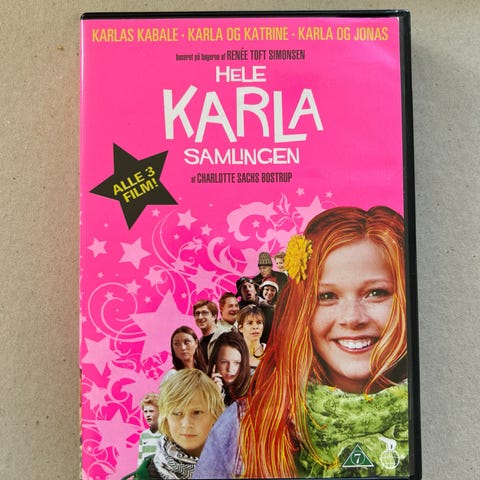 KARLAS KABALE · KARLA OG KATRINE · KARLA OG JONAS
baseret på bøgerne af RENÉE TOFT SIMONSEN
HELE
KARLA
SAMLINGEN
af CHARLOTTE SACHS BOSTRUP
ALLE 3
FILM!
7